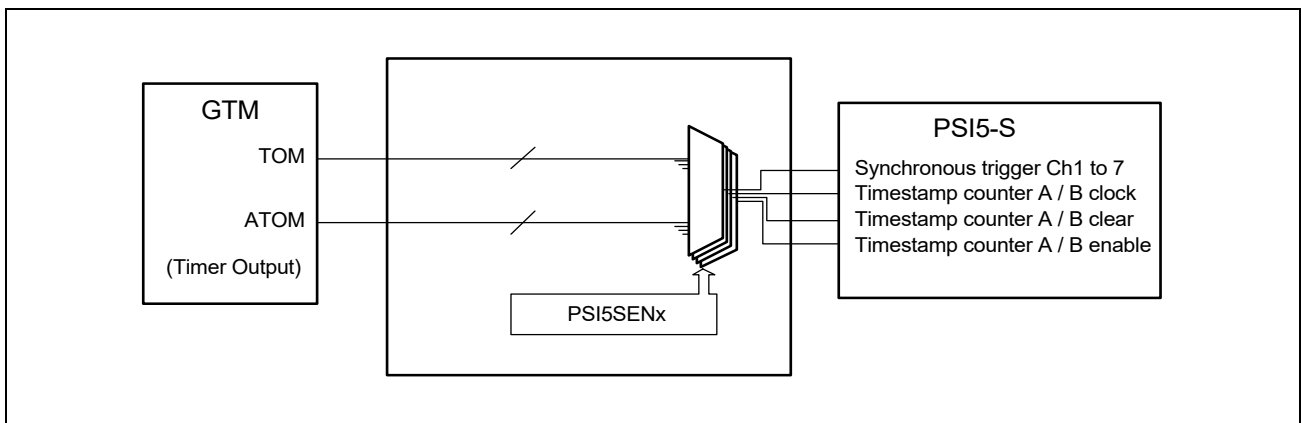 GTM
TOM
ATOM
(Timer Output)
PSI5SENx
PSI5-S
Synchronous trigger Ch1 to 7
Timestamp counter A / B clock
Timestamp counter A / B clear
Timestamp counter A / B enable